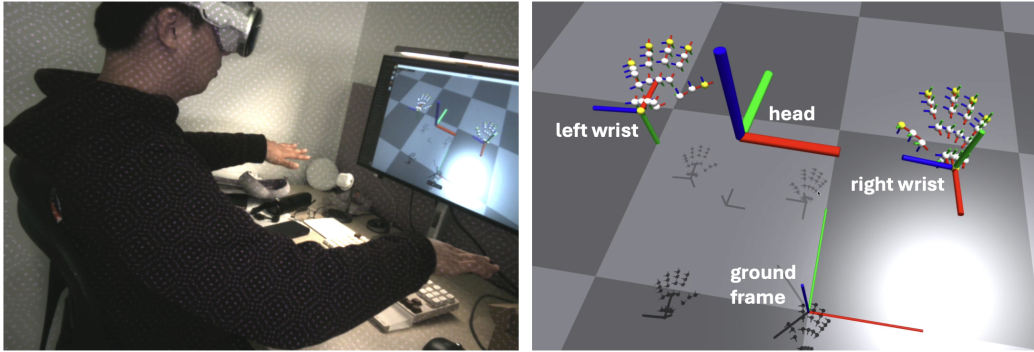 head
left wrist
right wrist
ground
frame